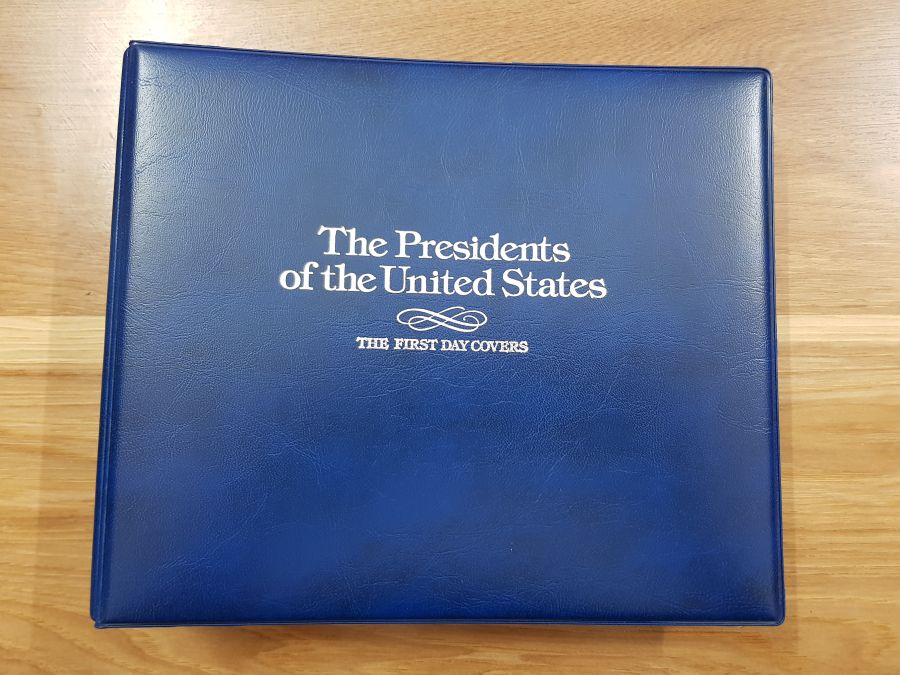 The Presidents
of the United States
THE FIRST DAY COVERS